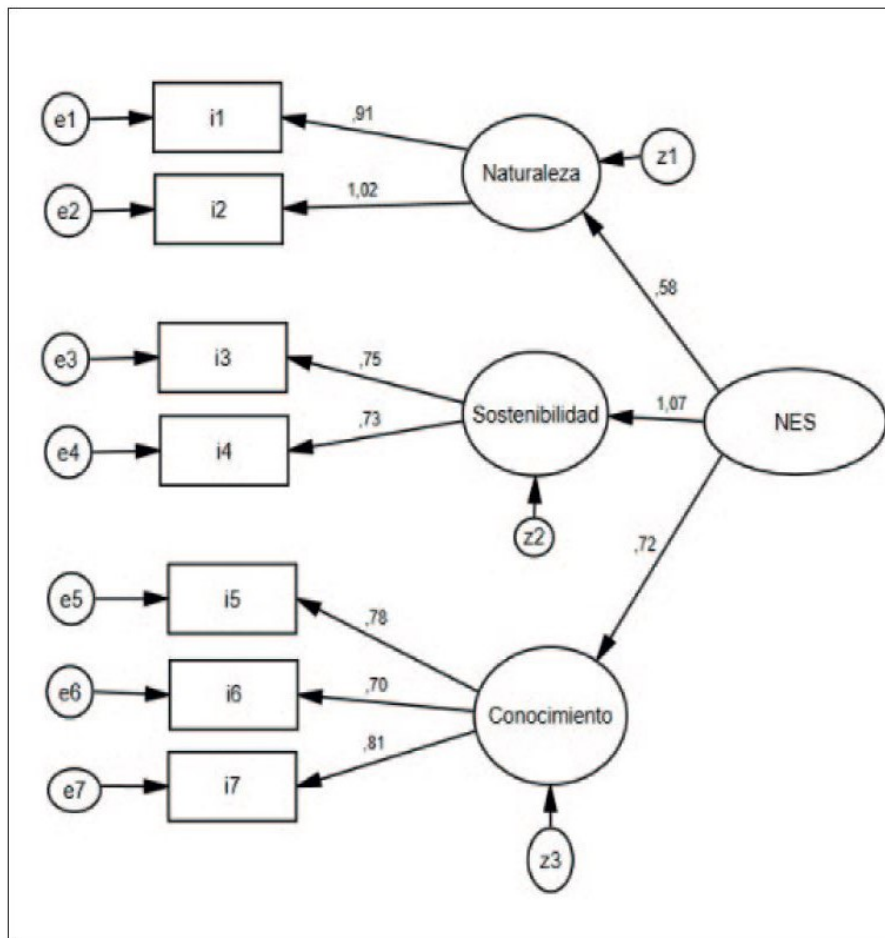 e1
i1
,91
Naturaleza
z1
e2
i2
1,02
,58
e3
i3
,75
Sostenibilidad
1,07
NES
e4
i4
,73
z2
,72
e5
i5
,78
e6
i6
,70
Conocimiento
e7
i7
,81
z3